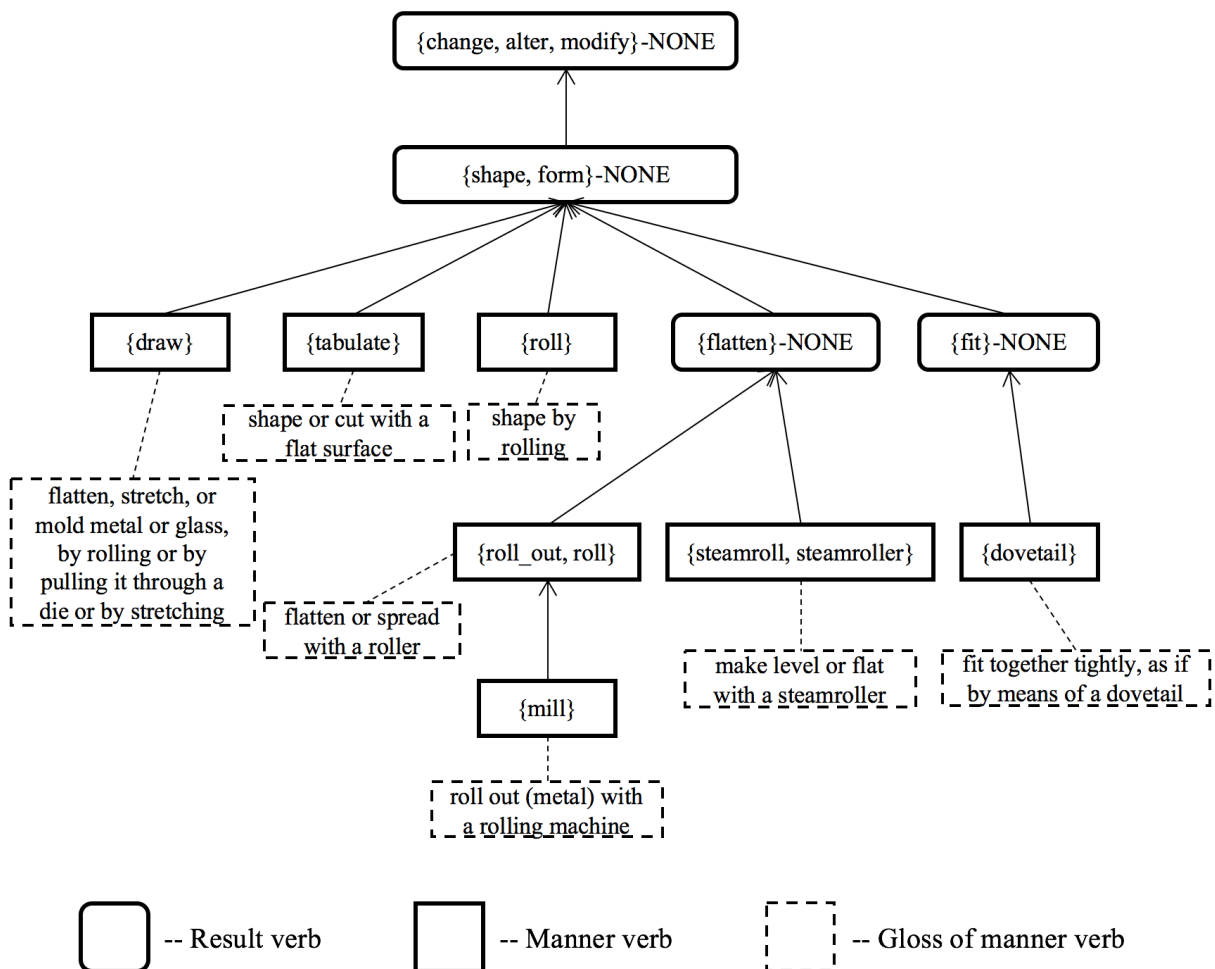 {change, alter, modify}-NONE
{shape, form}-NONE
{draw}
{tabulate}
{roll}
{flatten}-NONE
{fit}-NONE
shape or cut with a
flat surface
shape by
rolling
flatten, stretch, or
mold metal or glass,
by rolling or by
pulling it through a
die or by stretching
{roll_out, roll}
{steamroll, steamroller}
{dovetail}
flatten or spread
with a roller
make level or flat
with a steamroller
fit together tightly, as if
by means of a dovetail
{mill}
roll out (metal) with
a rolling machine
-- Result verb
-- Manner verb
-- Gloss of manner verb